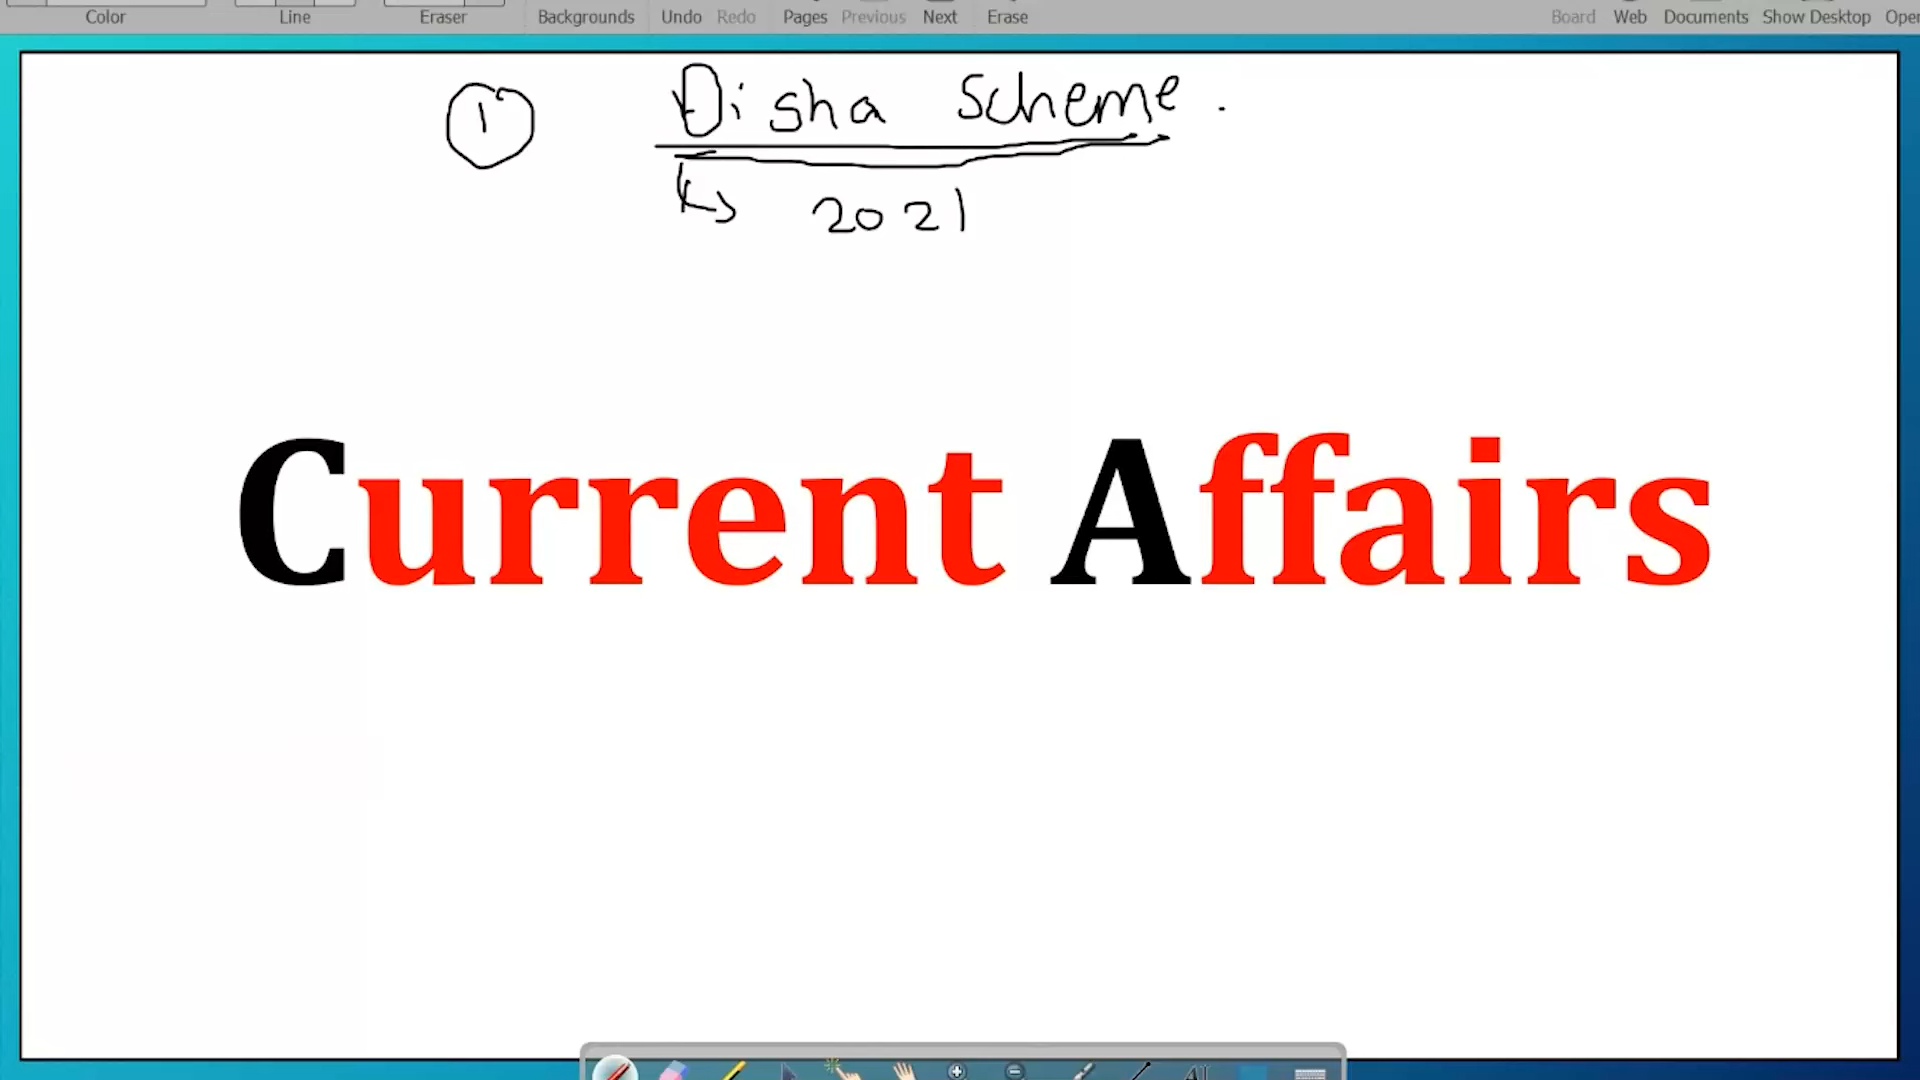 Color Line Eraser Backgrounds Undo Redo Pages Previous Next Erase Board Web Documents Show Desktop
① Disha Scheme.
↳ 2021
Current Affairs